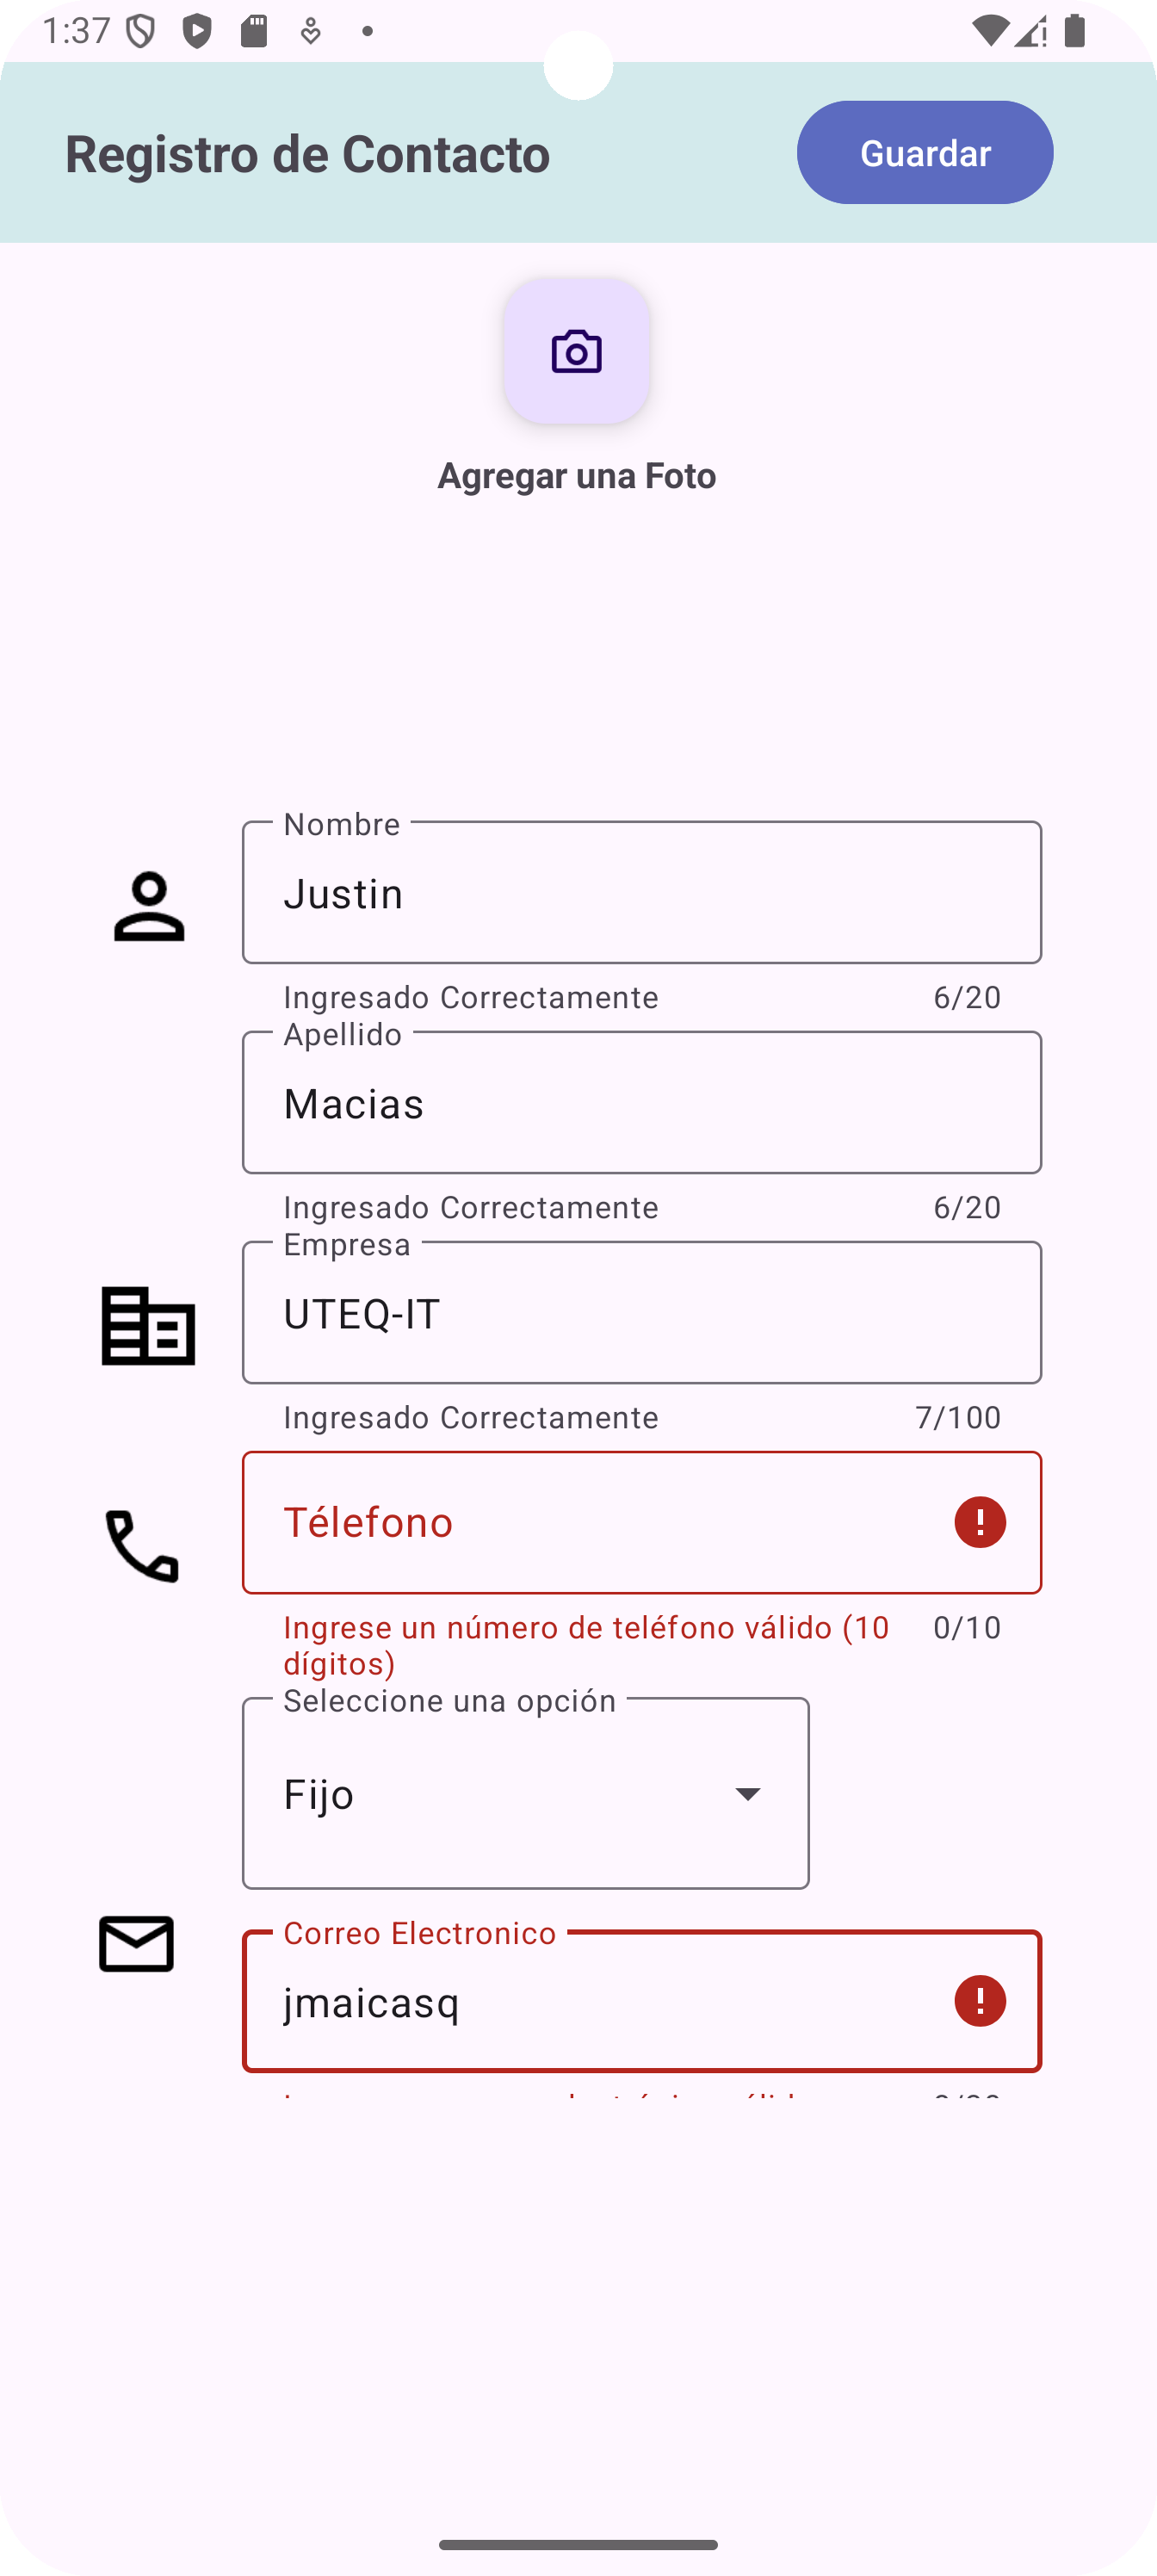 1:37
Registro de Contacto
Guardar
Agregar una Foto
Nombre
Justin
Ingresado Correctamente 6/20
Apellido
Macias
Ingresado Correctamente 6/20
Empresa
UTEQ-IT
Ingresado Correctamente 7/100
Télefono
Ingrese un número de teléfono válido (10 0/10
dígitos)
Seleccione una opción
Fijo
Correo Electronico
jmaicasq